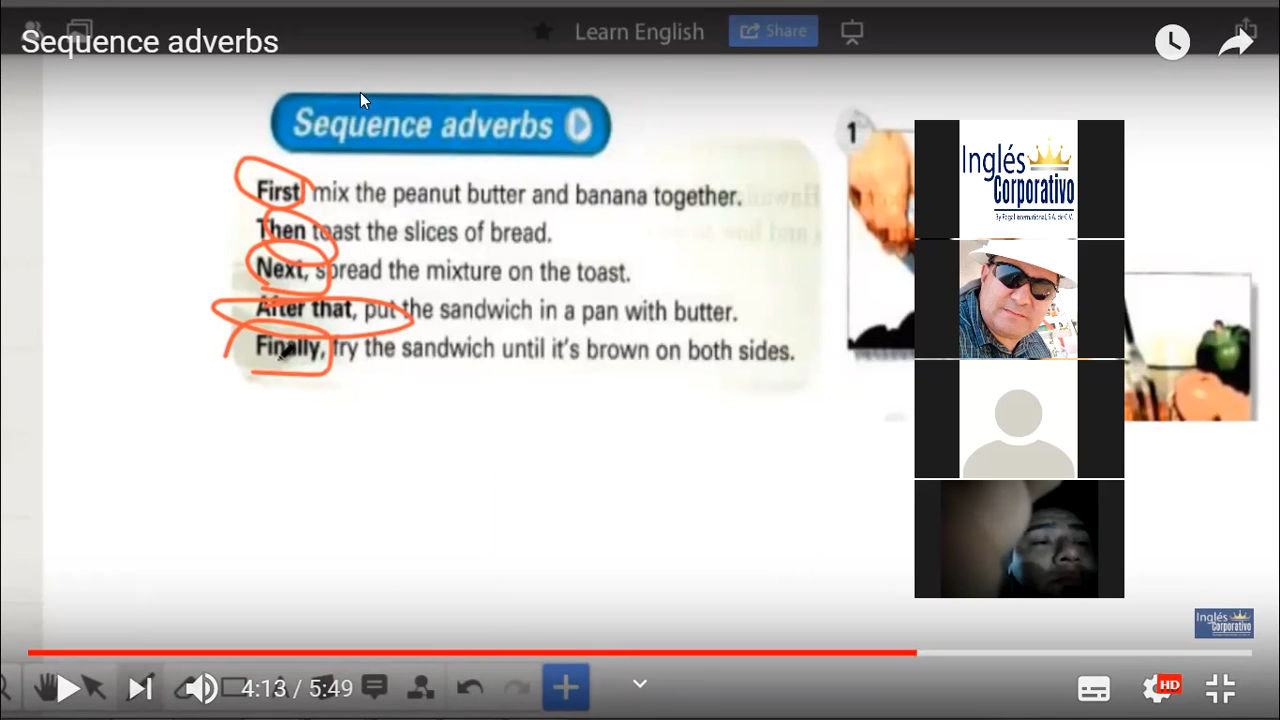 Sequence adverbs
Learn English
Share
Sequence adverbs
First, mix the peanut butter and banana together.
Then toast the slices of bread.
Next, spread the mixture on the toast.
After that, put the sandwich in a pan with butter.
Finally, fry the sandwich until it's brown on both sides.
1
Inglés
Corporativo
Inglés
Corporativo
4:13 / 5:49
HD